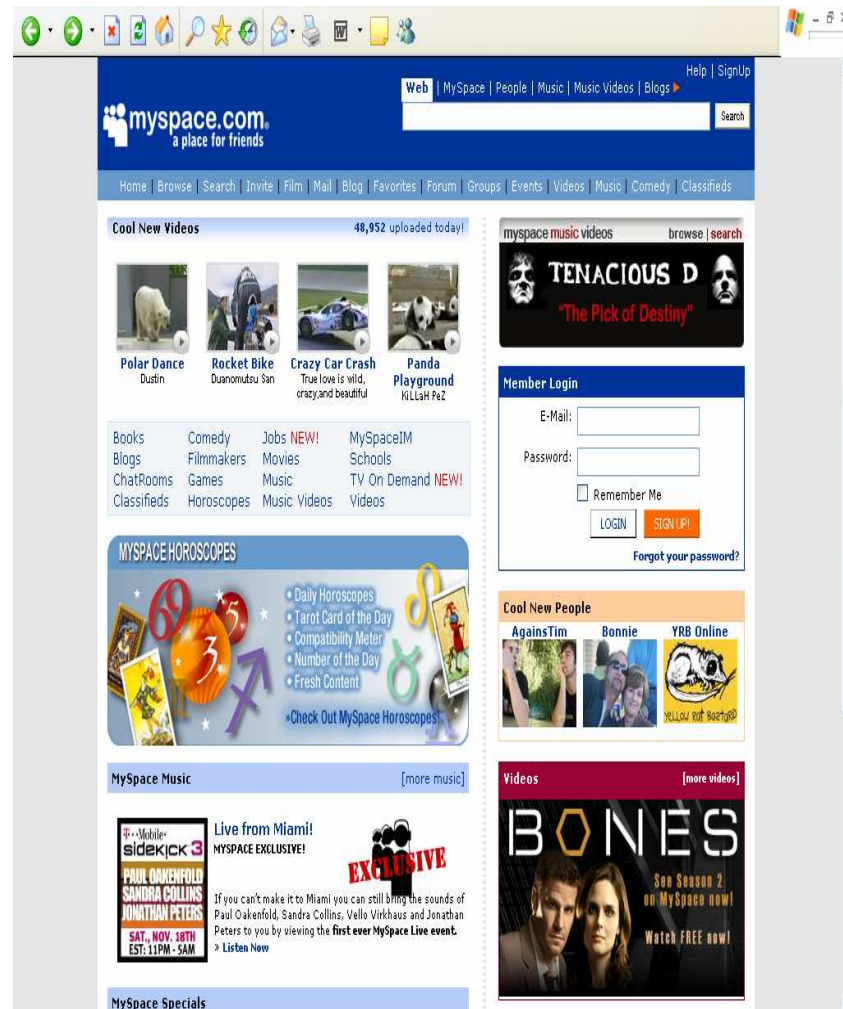 Help | SignUp
Web | MySpace | People | Music | Music Videos | Blogs
myspace.com®
a place for friends
Search
Home | Browse | Search | Invite | Film | Mail | Blog | Favorites | Forum | Groups | Events | Videos | Music | Comedy | Classifieds
Cool New Videos
48,952 uploaded today!
Polar Dance
Dustin
Rocket Bike
Duanomutsu San
Crazy Car Crash
True love is wild,
crazy,and beautiful
Panda
Playground
KiLLaH PeZ
Books Comedy Jobs NEW! MySpaceIM
Blogs Filmmakers Movies Schools
ChatRooms Games Music TV On Demand NEW!
Classifieds Horoscopes Music Videos Videos
MYSPACE HOROSCOPES
69
5
3
• Daily Horoscopes
• Tarot Card of the Day
• Compatibility Meter
• Number of the Day
• Fresh Content
»Check Out MySpace Horoscopes!
MySpace Music
[more music]
T··Mobile·
sidekick 3
PAUL OAKENFOLD
SANDRA COLLINS
JONATHAN PETERS
SAT., NOV. 18TH
EST: 11PM - 5AM
Live from Miami!
MYSPACE EXCLUSIVE!
EXCLUSIVE
If you can't make it to Miami you can still bring the sounds of
Paul Oakenfold, Sandra Collins, Vello Virkhaus and Jonathan
Peters to you by viewing the first ever MySpace Live event.
» Listen Now
MySpace Specials
myspace music videos
browse | search
TENACIOUS D
"The Pick of Destiny"
Member Login
E-Mail:
Password:
Remember Me
LOGIN
SIGN UP!
Forgot your password?
Cool New People
AgainsTim
Bonnie
YRB Online
YELLOW RAT BASTARD
Videos
[more videos]
BONES
See Season 2
on MySpace now!
Watch FREE now!